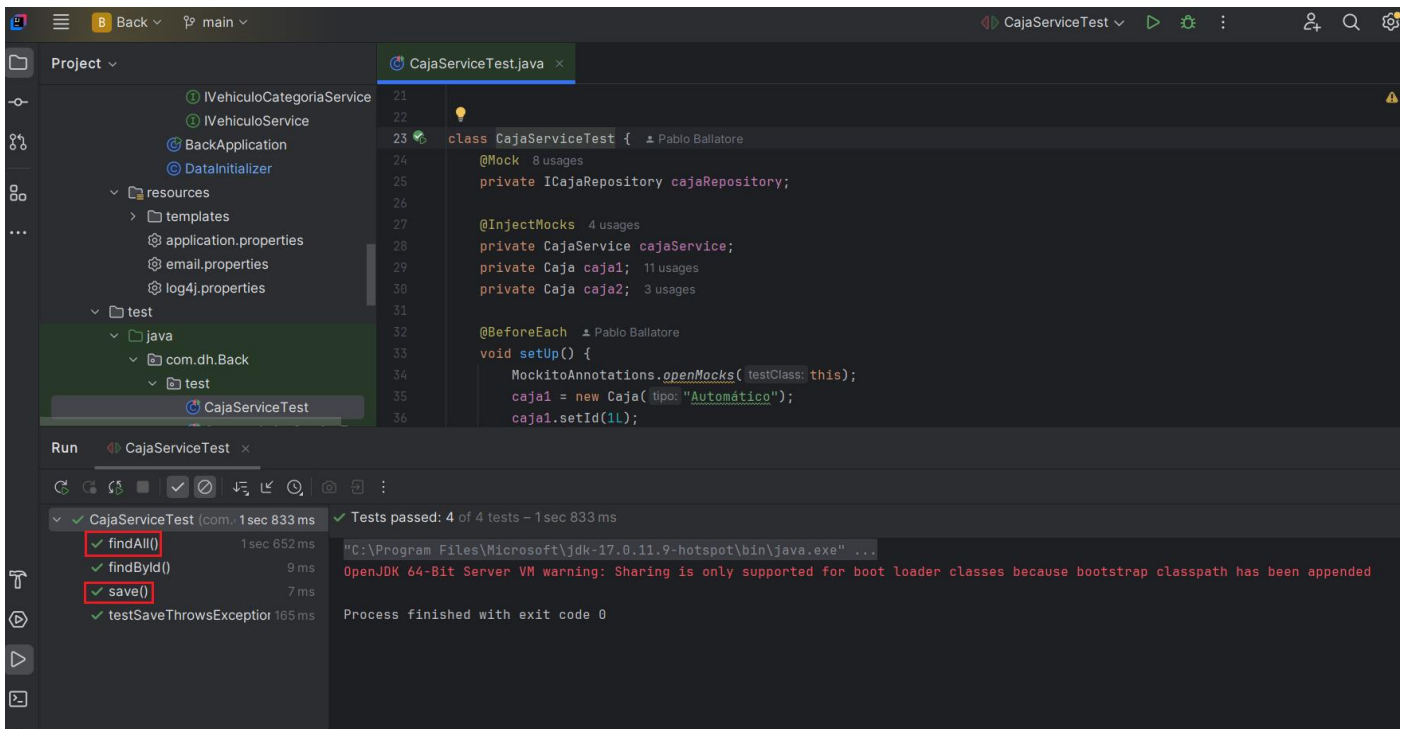 B Back main CajaServiceTest
Project
CajaServiceTest.java
IVehiculoCategoriaService
IVehiculoService
BackApplication
DataInitializer
resources
templates
application.properties
email.properties
log4j.properties
test
java
com.dh.Back
test
CajaServiceTest
21
22
23 class CajaServiceTest { Pablo Ballatore
24 @Mock 8 usages
25 private ICajaRepository cajaRepository;
26
27 @InjectMocks 4 usages
28 private CajaService cajaService;
29 private Caja caja1; 11 usages
30 private Caja caja2; 3 usages
31
32 @BeforeEach Pablo Ballatore
33 void setUp() {
34 MockitoAnnotations.openMocks( testClass: this);
35 caja1 = new Caja( tipo: "Automático");
36 caja1.setId(1L);
Run CajaServiceTest
CajaServiceTest (com. 1 sec 833 ms
findAll() 1 sec 652 ms
findById() 9 ms
save() 7 ms
testSaveThrowsException 165 ms
Tests passed: 4 of 4 tests – 1 sec 833 ms
"C:\Program Files\Microsoft\jdk-17.0.11.9-hotspot\bin\java.exe" ...
OpenJDK 64-Bit Server VM warning: Sharing is only supported for boot loader classes because bootstrap classpath has been appended
Process finished with exit code 0